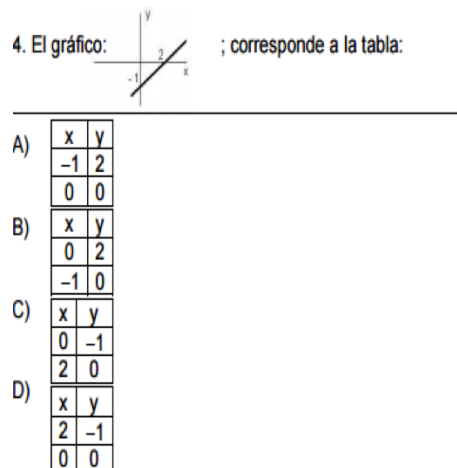 4. El gráfico: ; corresponde a la tabla:
y
2
x
- 1
A)
x y
–1 2
0 0
B)
x y
0 2
–1 0
C)
x y
0 –1
2 0
D)
x y
2 –1
0 0